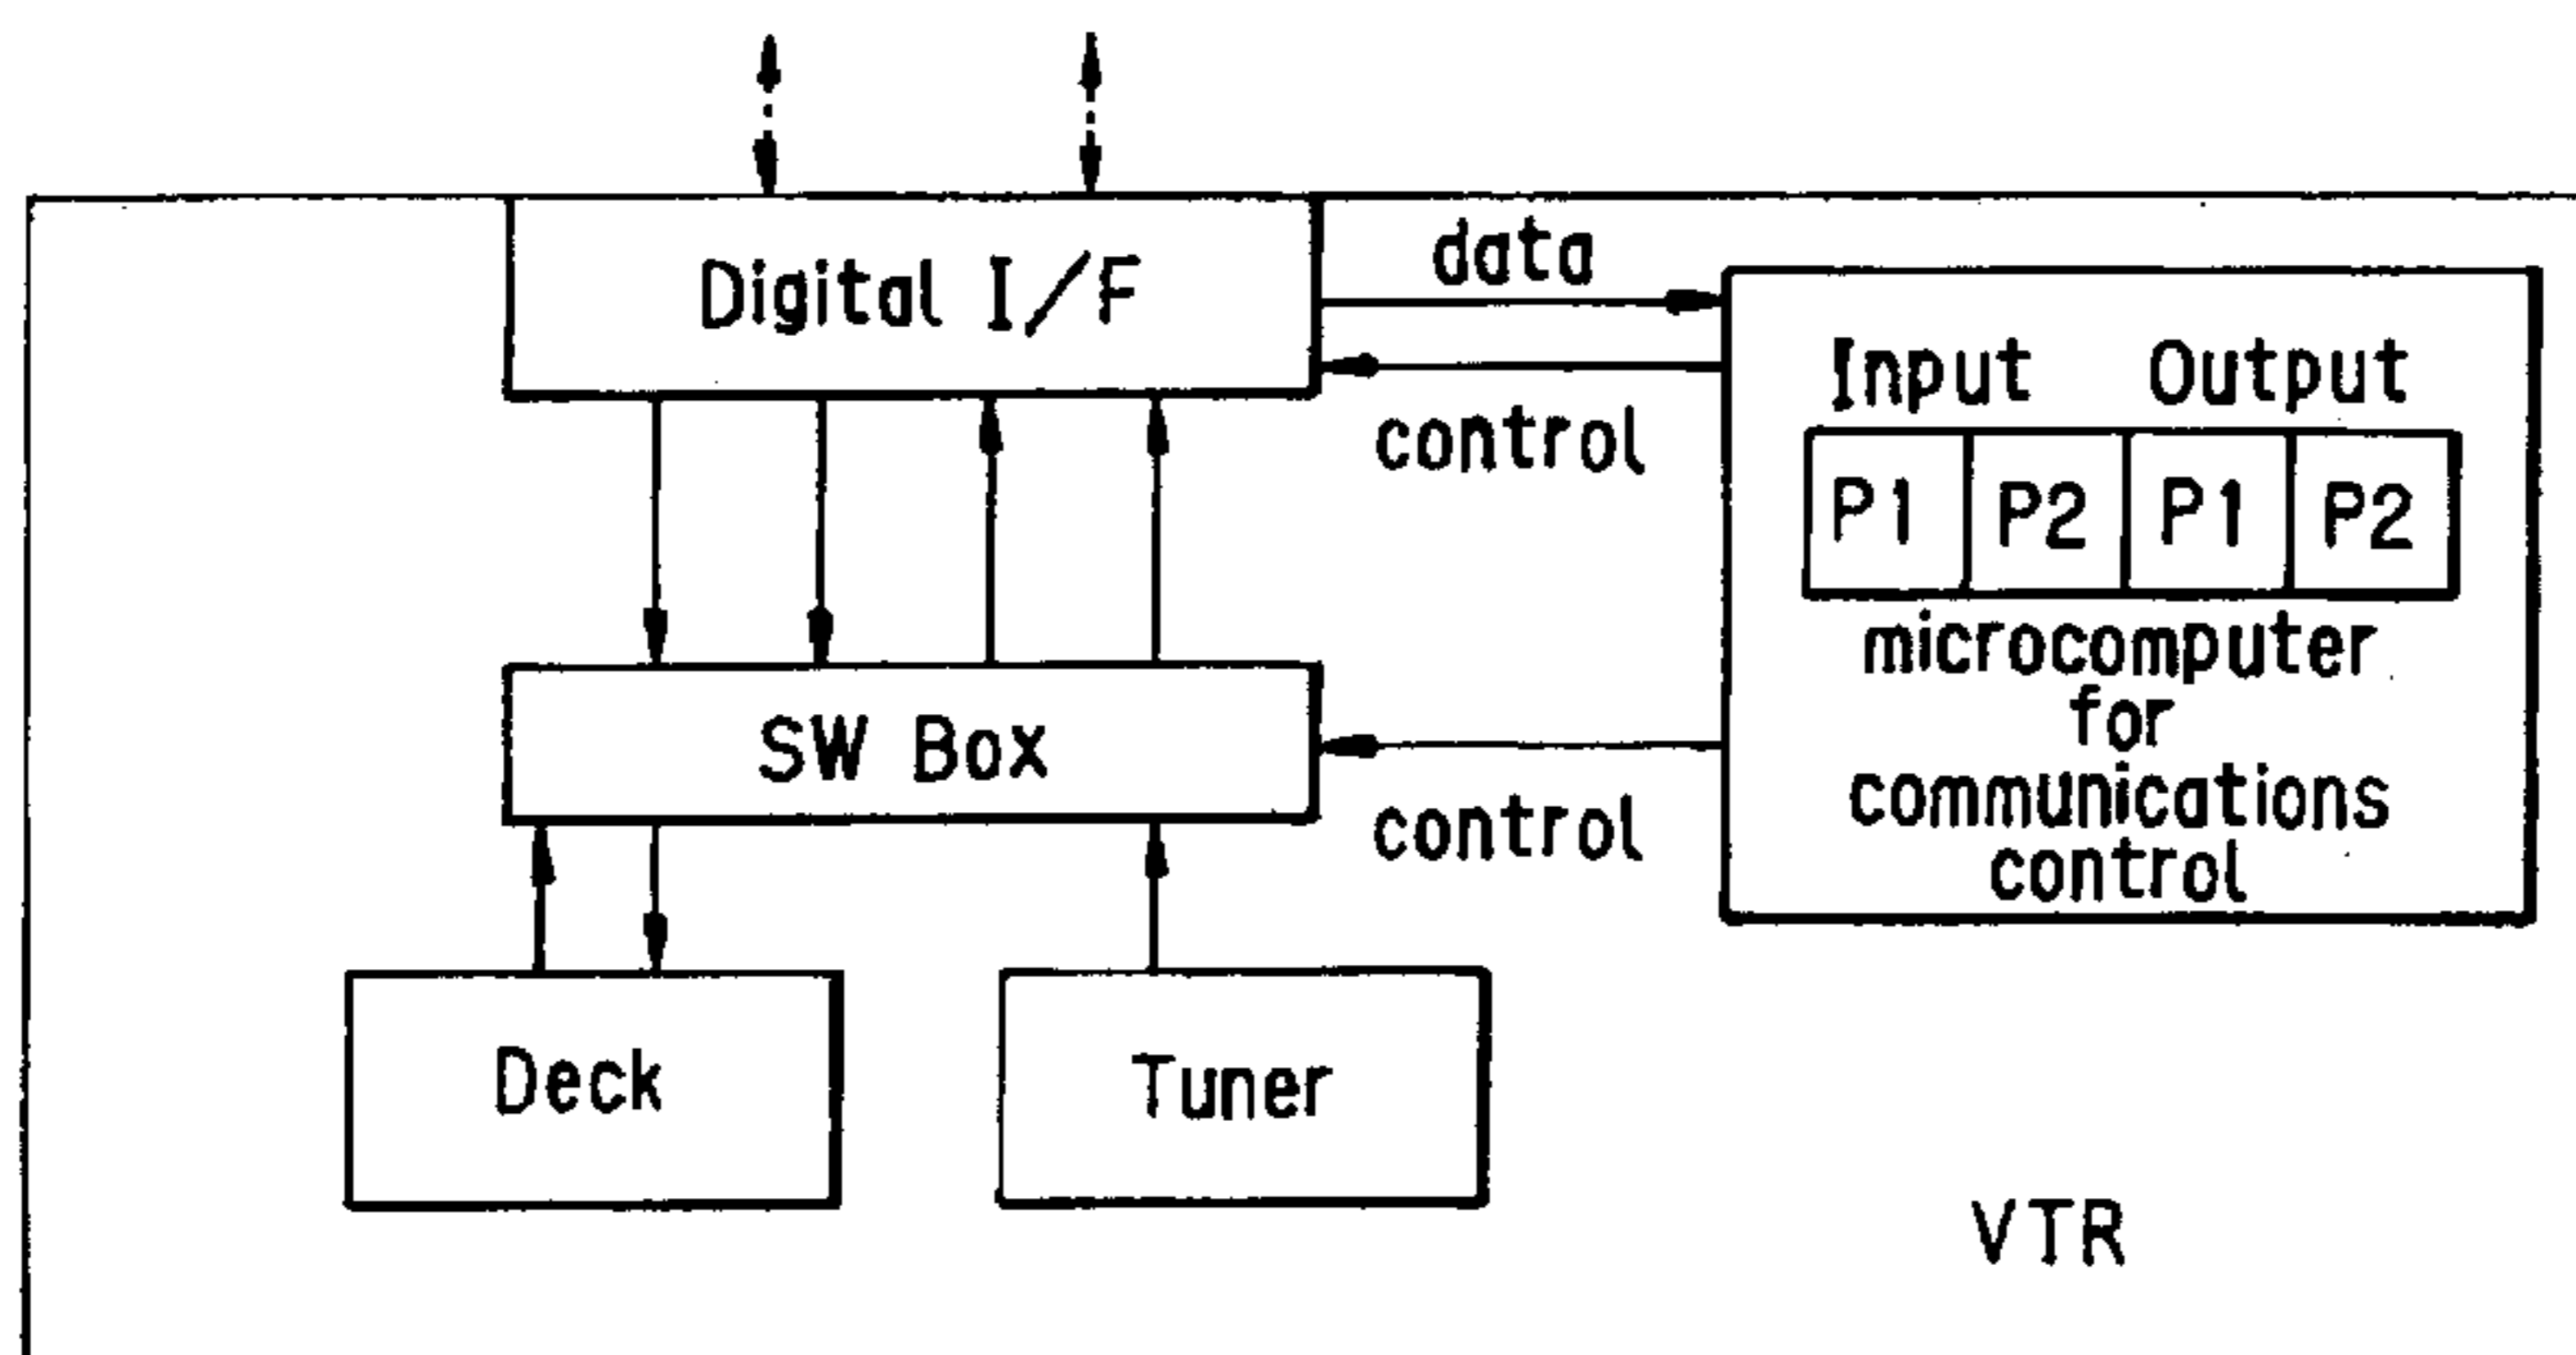 data
Digital I/F
control
Input Output
P1 P2 P1 P2
microcomputer
for
communications
control
SW Box
control
Deck
Tuner
VTR